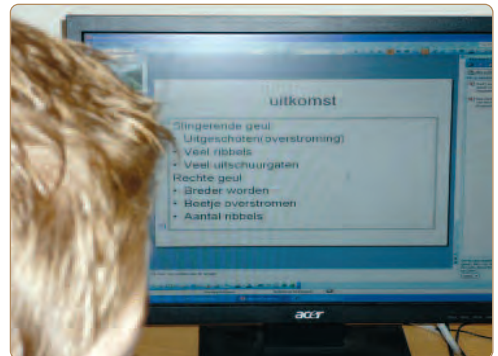 uitkomst
Slingerende geul
• Uitgeschoten(overstroming)
• Veel ribbels
• Veel uitschuurgaten
Rechte geul
• Breder worden
• Beetje overstromen
• Aantal ribbels
acer